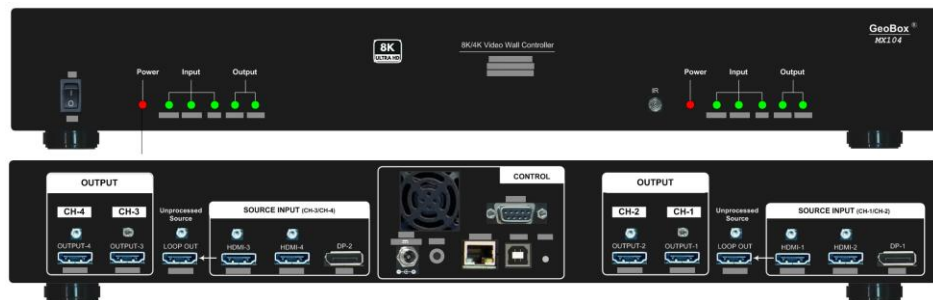 GeoBox®
MX104
8K
ULTRA HD
8K/4K Video Wall Controller
Power Input Output
IR
Power Input Output
OUTPUT
CH-4 CH-3
Unprocessed
Source
SOURCE INPUT (CH-3/CH-4)
OUTPUT-4 OUTPUT-3 LOOP OUT HDMI-3 HDMI-4 DP-2
CONTROL
OUTPUT
CH-2 CH-1
Unprocessed
Source
SOURCE INPUT (CH-1/CH-2)
OUTPUT-2 OUTPUT-1 LOOP OUT HDMI-1 HDMI-2 DP-1